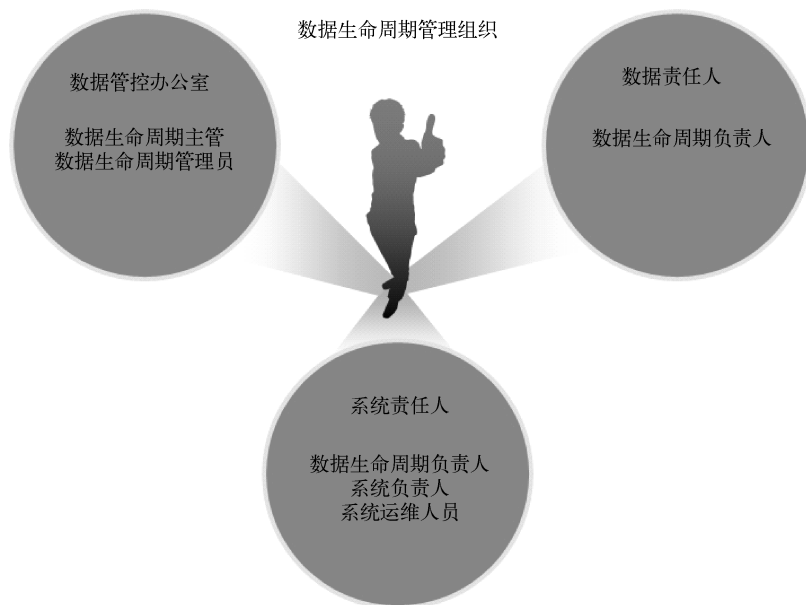 数据生命周期管理组织
数据管控办公室
数据生命周期主管
数据生命周期管理员
数据责任人
数据生命周期负责人
系统责任人
数据生命周期负责人
系统负责人
系统运维人员